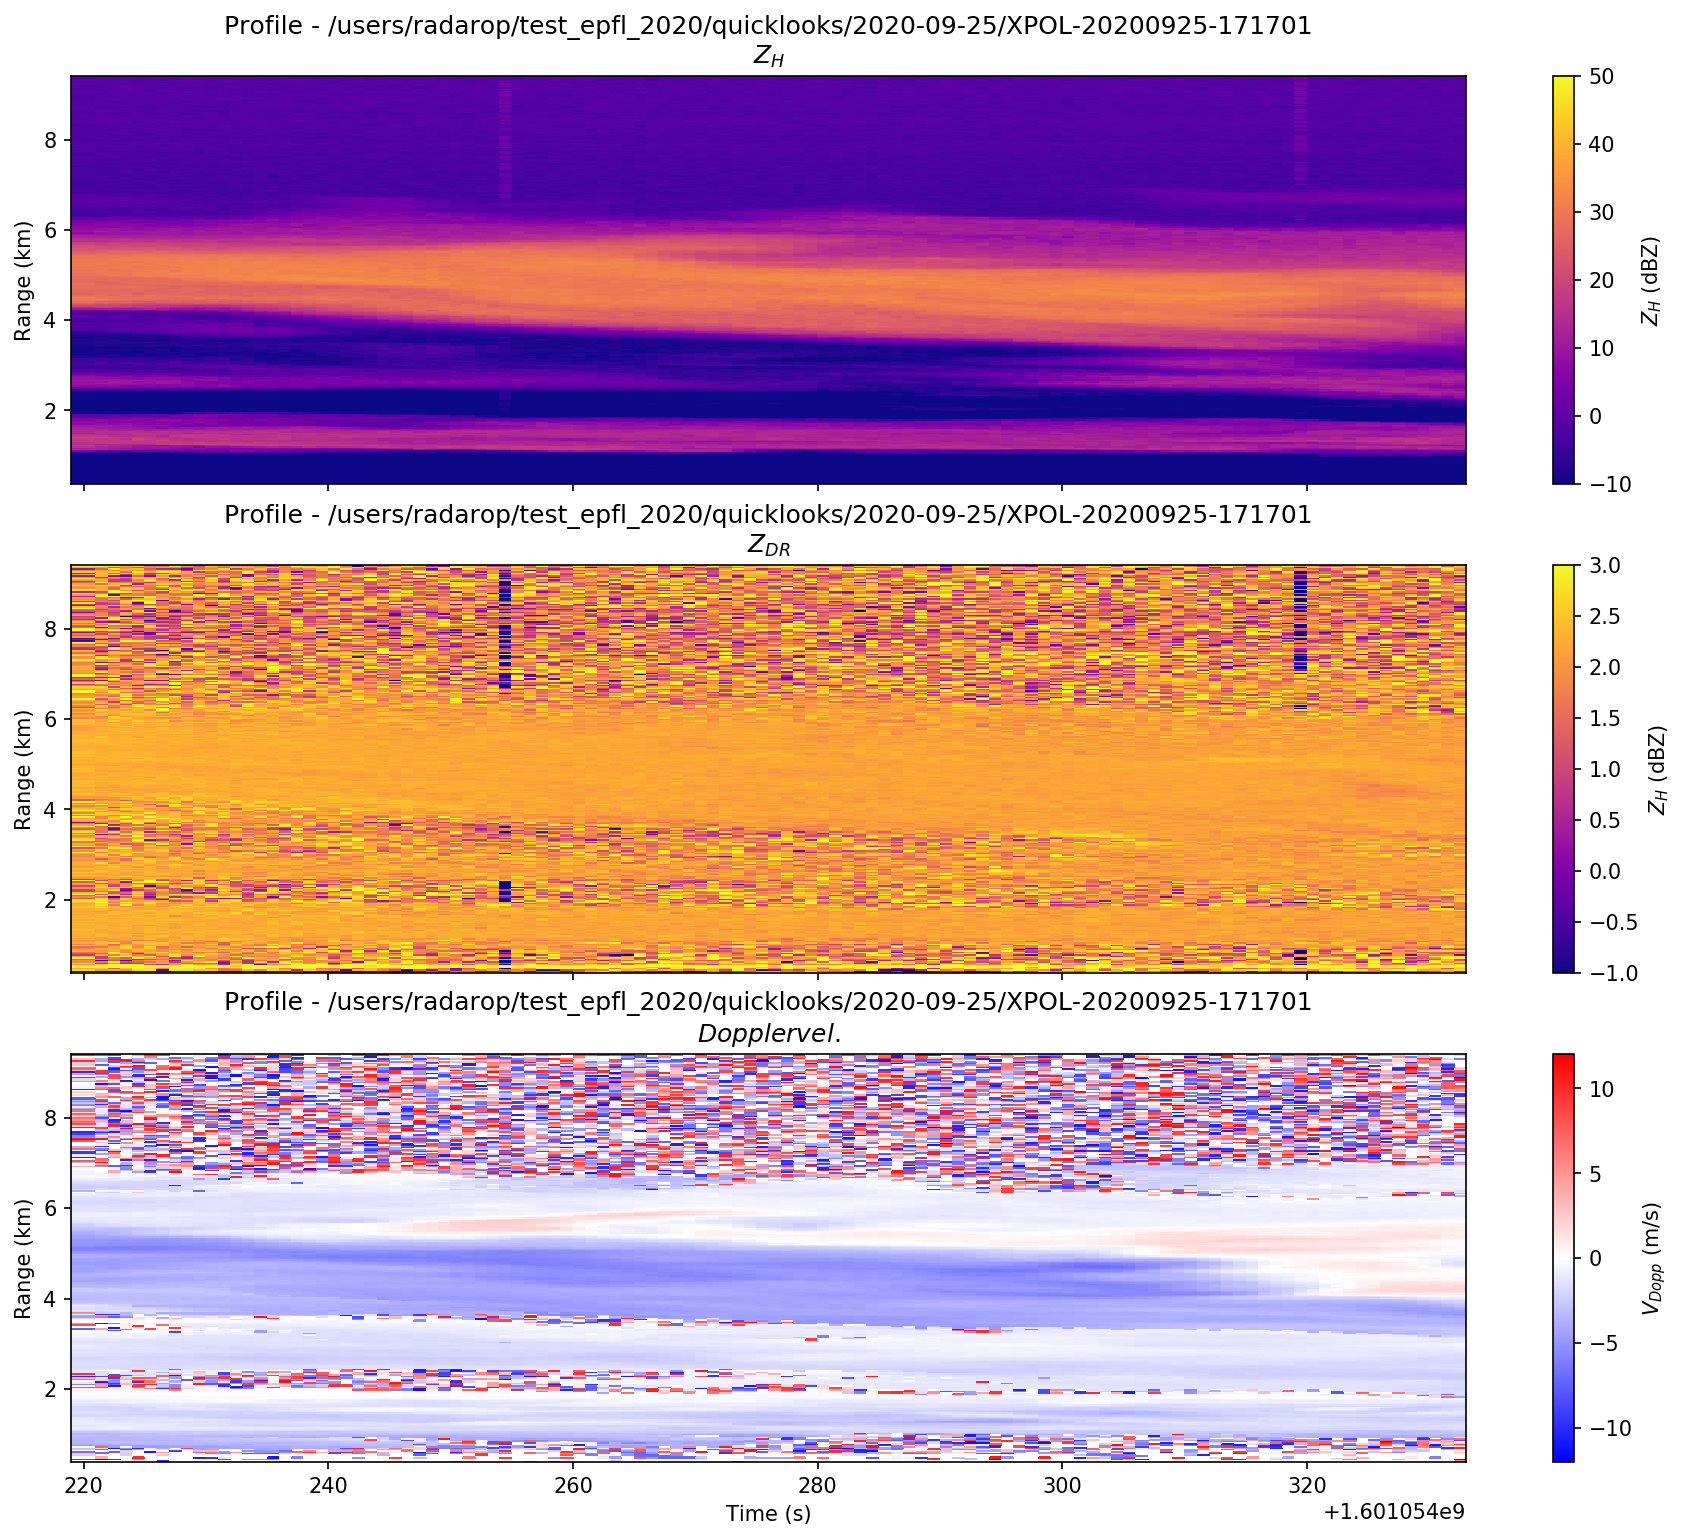 Profile - /users/radarop/test_epfl_2020/quicklooks/2020-09-25/XPOL-20200925-171701
Z_H
8
6
4
2
Range (km)
50
40
30
20
10
0
−10
Z_H (dBZ)
Profile - /users/radarop/test_epfl_2020/quicklooks/2020-09-25/XPOL-20200925-171701
Z_DR
8
6
4
2
Range (km)
3.0
2.5
2.0
1.5
1.0
0.5
0.0
−0.5
−1.0
Z_H (dBZ)
Profile - /users/radarop/test_epfl_2020/quicklooks/2020-09-25/XPOL-20200925-171701
Dopplervel.
8
6
4
2
Range (km)
10
5
0
−5
−10
V_Dopp (m/s)
220 240 260 280 300 320
Time (s)
+1.601054e9